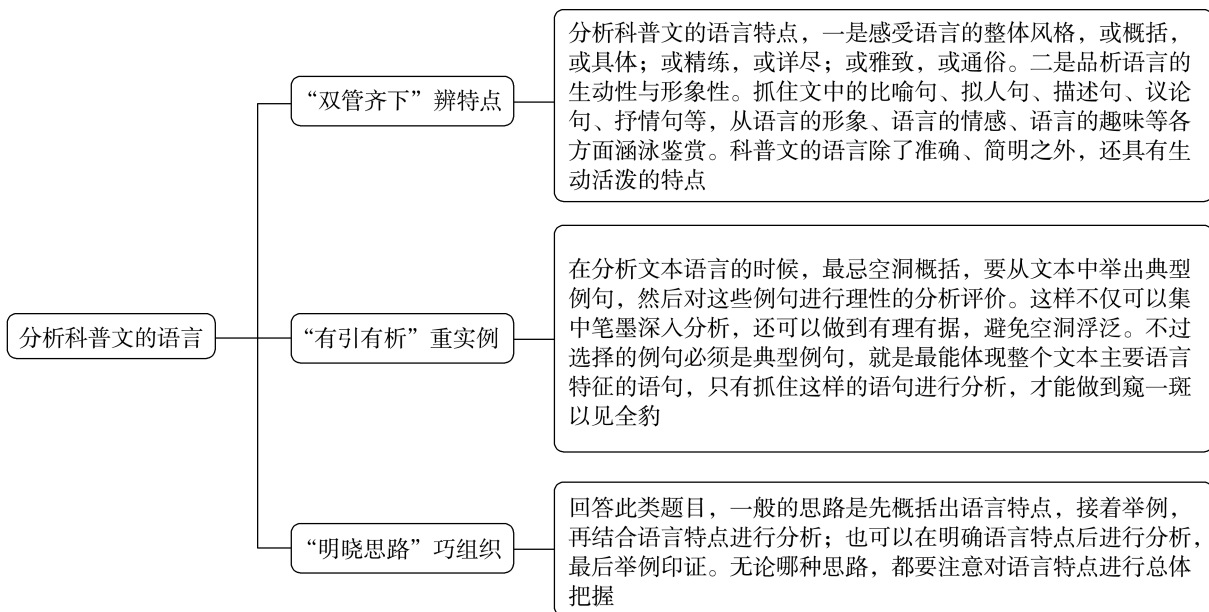 分析科普文的语言
“双管齐下”辨特点
分析科普文的语言特点，一是感受语言的整体风格，或概括，
或具体；或精练，或详尽；或雅致，或通俗。二是品析语言的
生动性与形象性。抓住文中的比喻句、拟人句、描述句、议论
句、抒情句等，从语言的形象、语言的情感、语言的趣味等各
方面涵泳鉴赏。科普文的语言除了准确、简明之外，还具有生
动活泼的特点
“有引有析”重实例
在分析文本语言的时候，最忌空洞概括，要从文本中举出典型
例句，然后对这些例句进行理性的分析评价。这样不仅可以集
中笔墨深入分析，还可以做到有理有据，避免空洞浮泛。不过
选择的例句必须是典型例句，就是最能体现整个文本主要语言
特征的语句，只有抓住这样的语句进行分析，才能做到窥一斑
以见全豹
“明晓思路”巧组织
回答此类题目，一般的思路是先概括出语言特点，接着举例，
再结合语言特点进行分析；也可以在明确语言特点后进行分析，
最后举例印证。无论哪种思路，都要注意对语言特点进行总体
把握